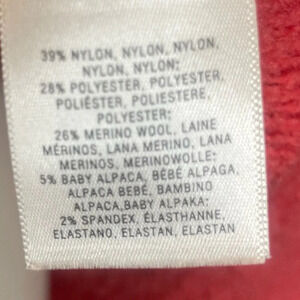 39% NYLON, NYLON, NYLON,
NYLON, NYLON:
28% POLYESTER, POLYESTER,
POLIÉSTER, POLIESTERE,
POLYESTER:
26% MERINO WOOL, LAINE
MÉRINOS, LANA MERINO, LANA
MERINOS, MERINOWOLLE:
5% BABY ALPACA, BÉBÉ ALPAGA,
ALPACA BEBÉ, BAMBINO
ALPACA,BABY ALPAKA:
2% SPANDEX, ÉLASTHANNE,
ELASTANO, ELASTAN, ELASTAN